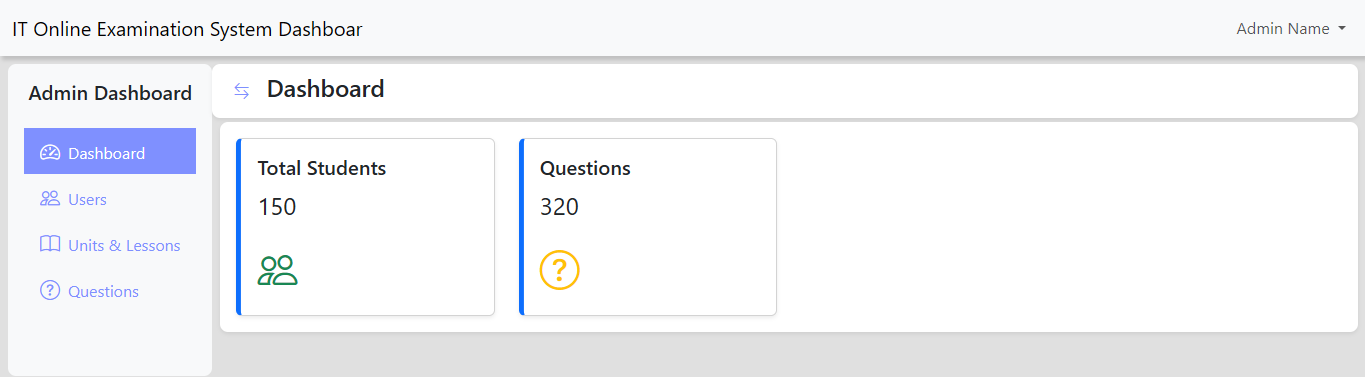 IT Online Examination System Dashboar
Admin Name
Admin Dashboard
Dashboard
Users
Units & Lessons
Questions
Dashboard
Total Students
150
Questions
320